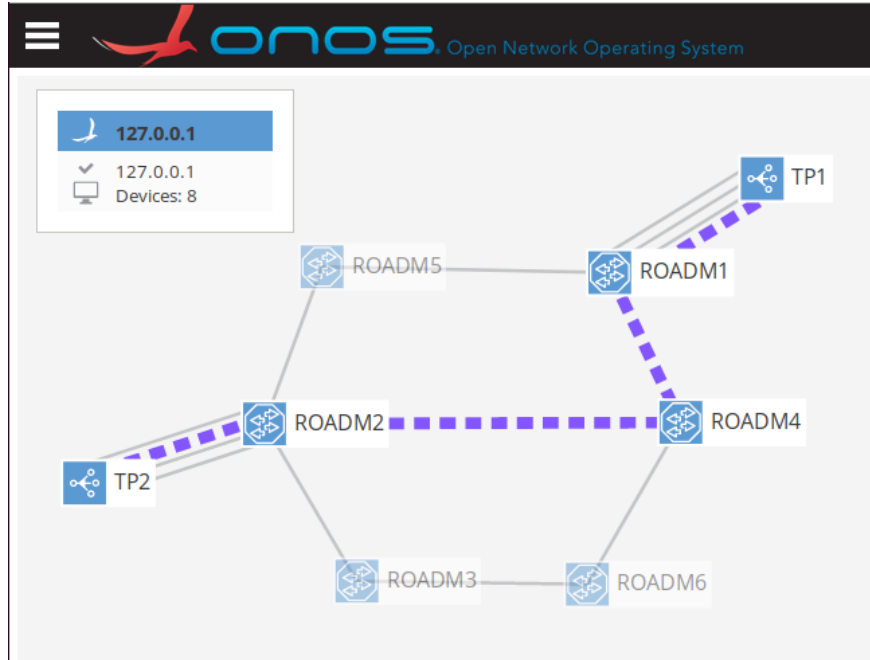 onos. Open Network Operating System
127.0.0.1
127.0.0.1
Devices: 8
TP1
ROADM5
ROADM1
ROADM2
ROADM4
TP2
ROADM3
ROADM6